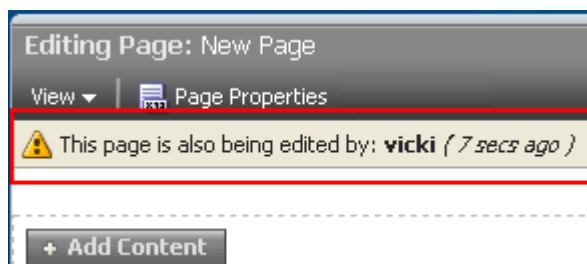 Editing Page: New Page
View Page Properties
This page is also being edited by: vicki ( 7 secs ago )
+ Add Content